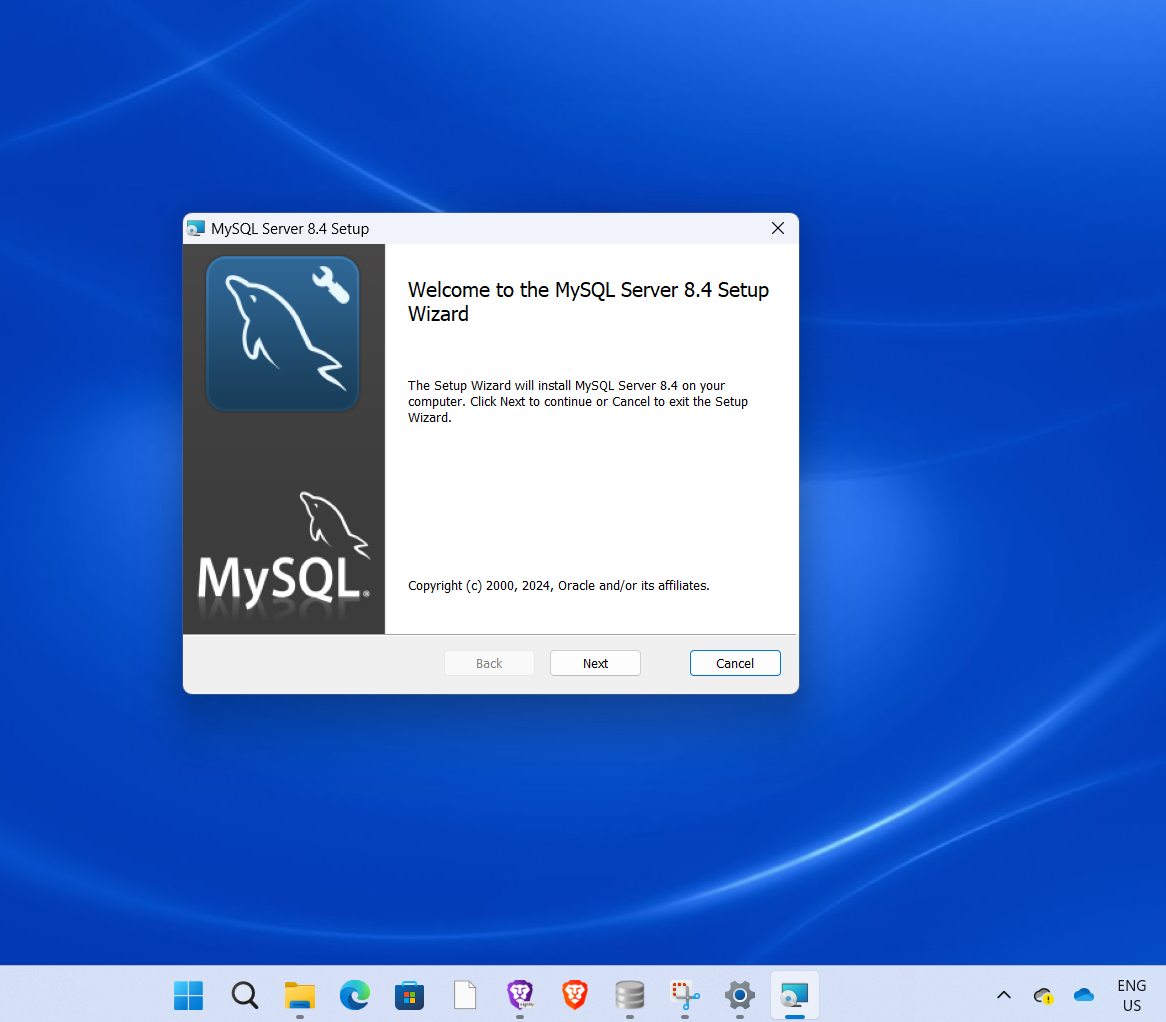 MySQL Server 8.4 Setup
Welcome to the MySQL Server 8.4 Setup
Wizard
The Setup Wizard will install MySQL Server 8.4 on your
computer. Click Next to continue or Cancel to exit the Setup
Wizard.
MySQL®
Copyright (c) 2000, 2024, Oracle and/or its affiliates.
Back
Next
Cancel
Nightly
ENG
US